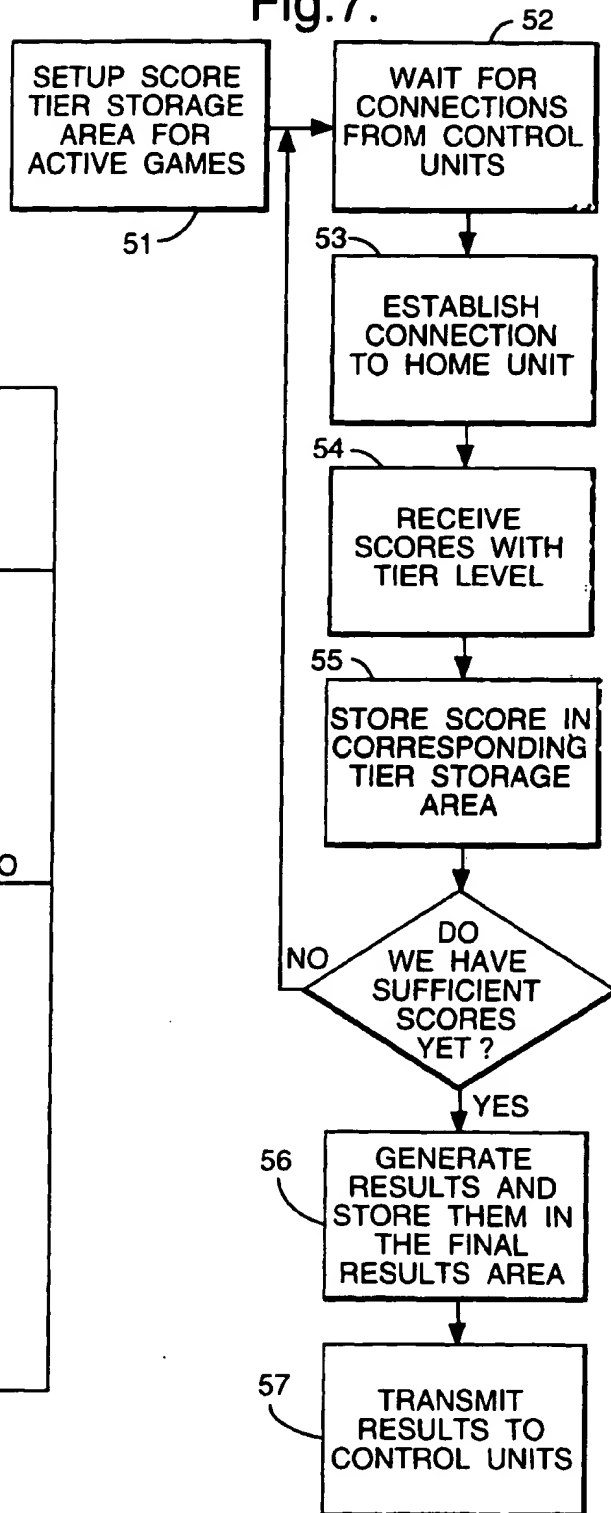 Fig.7.
SETUP SCORE
TIER STORAGE
AREA FOR
ACTIVE GAMES
51
52
WAIT FOR
CONNECTIONS
FROM CONTROL
UNITS
53
ESTABLISH
CONNECTION
TO HOME UNIT
54
RECEIVE
SCORES WITH
TIER LEVEL
55
STORE SCORE IN
CORRESPONDING
TIER STORAGE
AREA
O
NO
DO
WE HAVE
SUFFICIENT
SCORES
YET ?
YES
56
GENERATE
RESULTS AND
STORE THEM IN
THE FINAL
RESULTS AREA
57
TRANSMIT
RESULTS TO
CONTROL UNITS